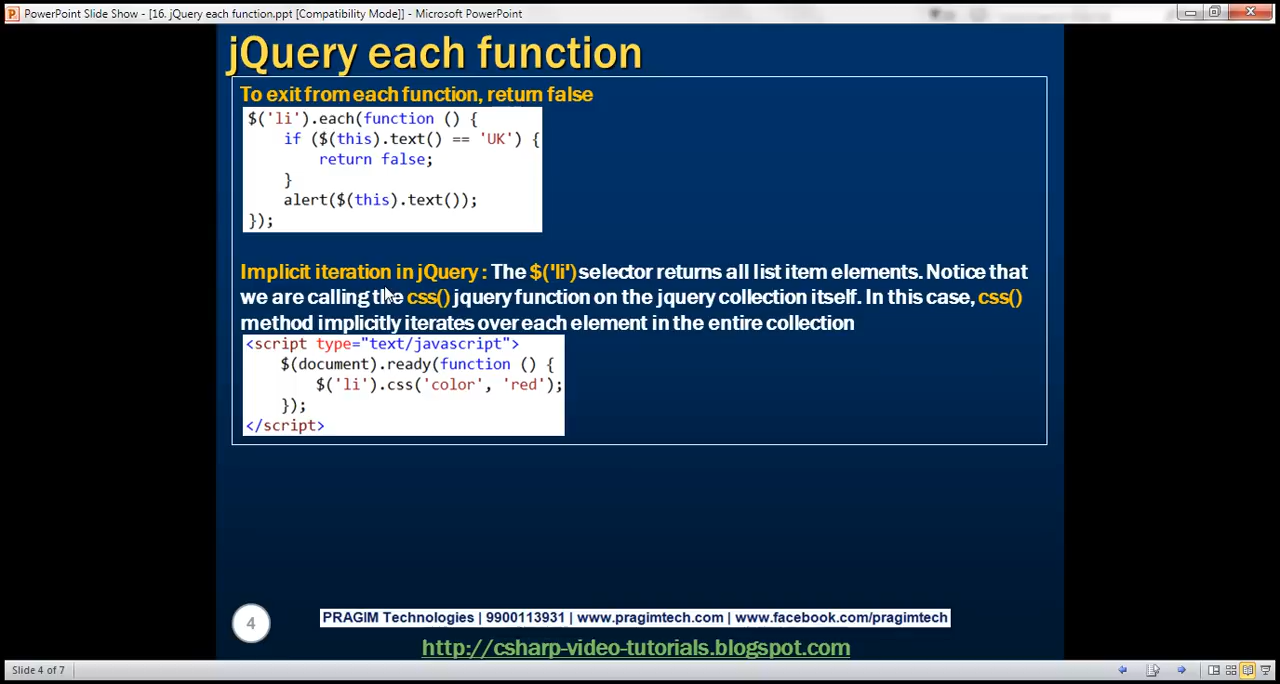 PowerPoint Slide Show - [16. jQuery each function.ppt [Compatibility Mode]] - Microsoft PowerPoint
jQuery each function
To exit from each function, return false
$('li').each(function () {
    if ($(this).text() == 'UK') {
        return false;
    }
    alert($(this).text());
});
Implicit iteration in jQuery : The $('li') selector returns all list item elements. Notice that
we are calling the css() jquery function on the jquery collection itself. In this case, css()
method implicitly iterates over each element in the entire collection
<script type="text/javascript">
    $(document).ready(function () {
        $('li').css('color', 'red');
    });
</script>
4
PRAGIM Technologies | 9900113931 | www.pragimtech.com | www.facebook.com/pragimtech
http://csharp-video-tutorials.blogspot.com
Slide 4 of 7